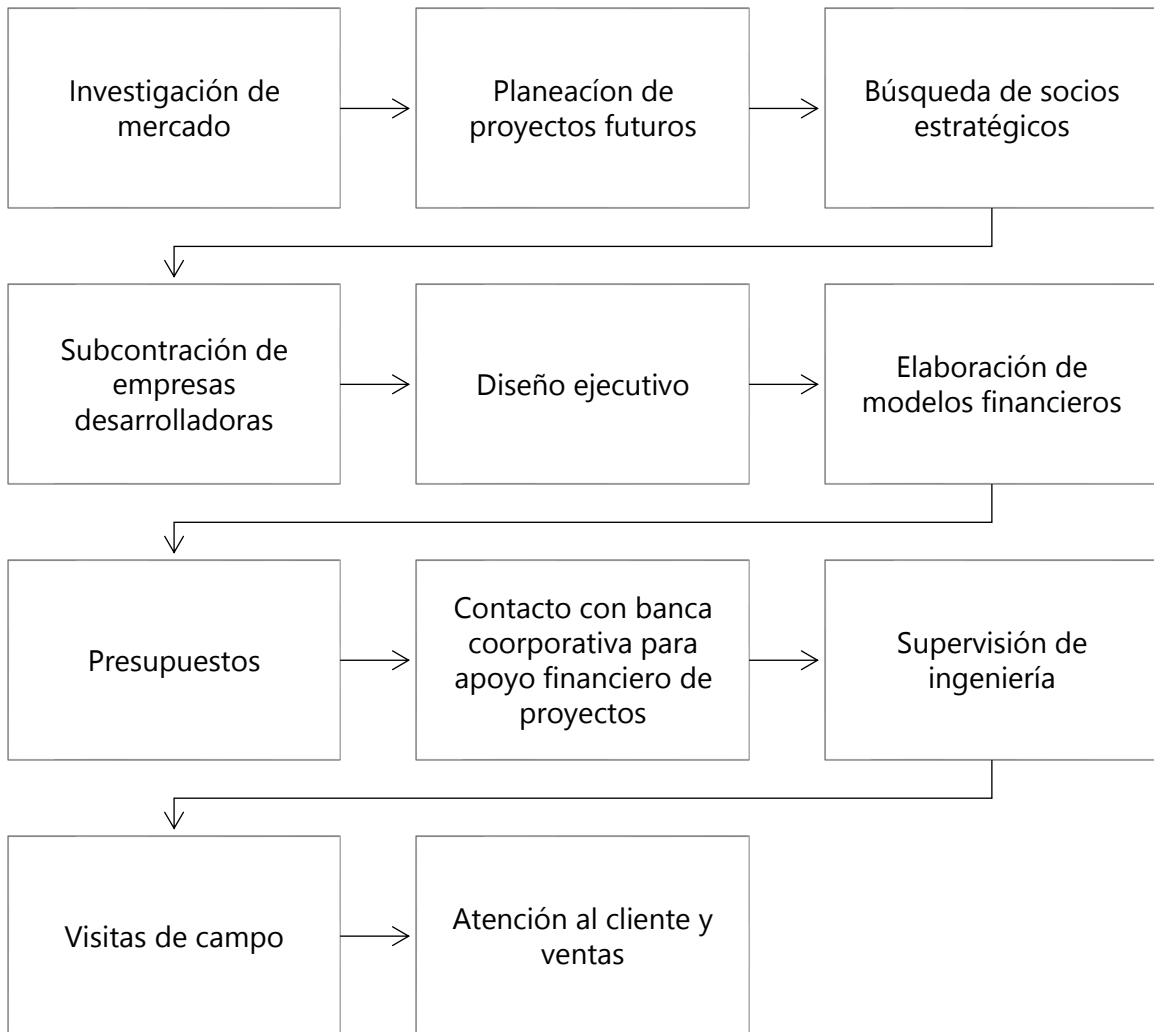 Investigación de
mercado
Planeacíon de
proyectos futuros
Búsqueda de socios
estratégicos
Subcontración de
empresas
desarrolladoras
Diseño ejecutivo
Elaboración de
modelos financieros
Presupuestos
Contacto con banca
coorporativa para
apoyo financiero de
proyectos
Supervisión de
ingeniería
Visitas de campo
Atención al cliente y
ventas